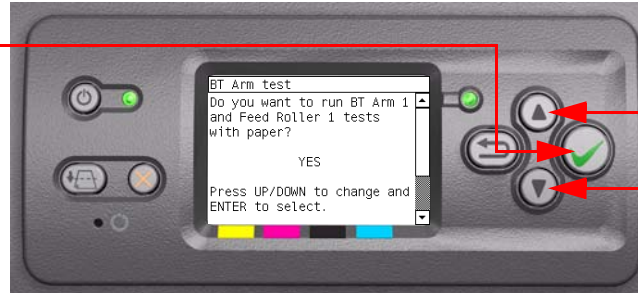 BT Arm test
Do you want to run BT Arm 1
and Feed Roller 1 tests
with paper?
YES
Press UP/DOWN to change and
ENTER to select.